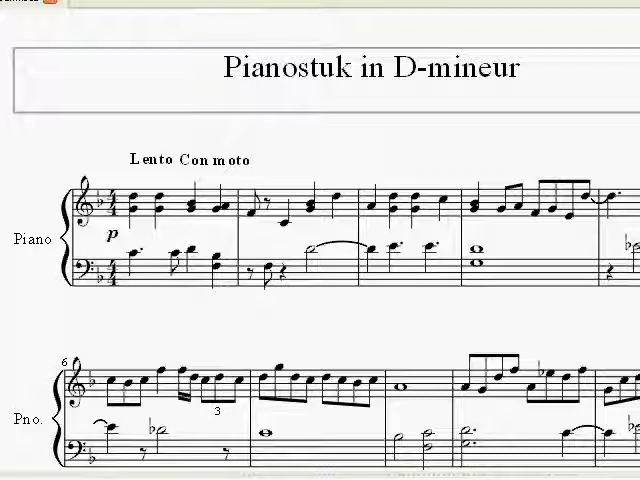 Pianostuk in D-mineur
Lento Con moto
Piano
p
6
3
Pno.